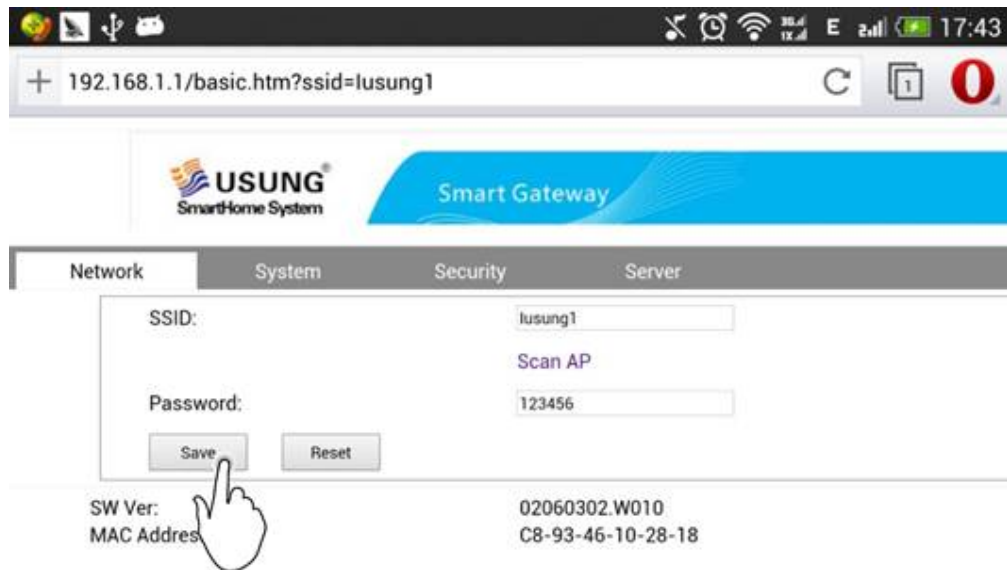 17:43
192.168.1.1/basic.htm?ssid=lusung1
USUNG®
SmartHome System
Smart Gateway
Network System Security Server
SSID: lusung1
Scan AP
Password: 123456
Save Reset
SW Ver: 02060302.W010
MAC Addres C8-93-46-10-28-18